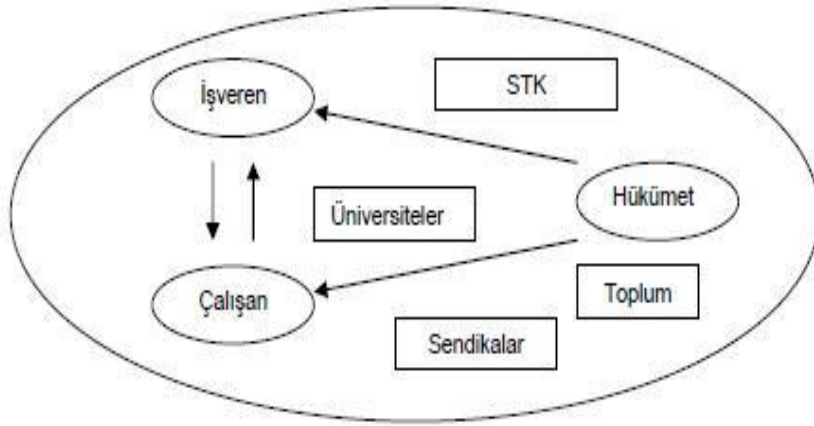 İşveren
STK
Hükümet
Üniversiteler
Toplum
Çalışan
Sendikalar